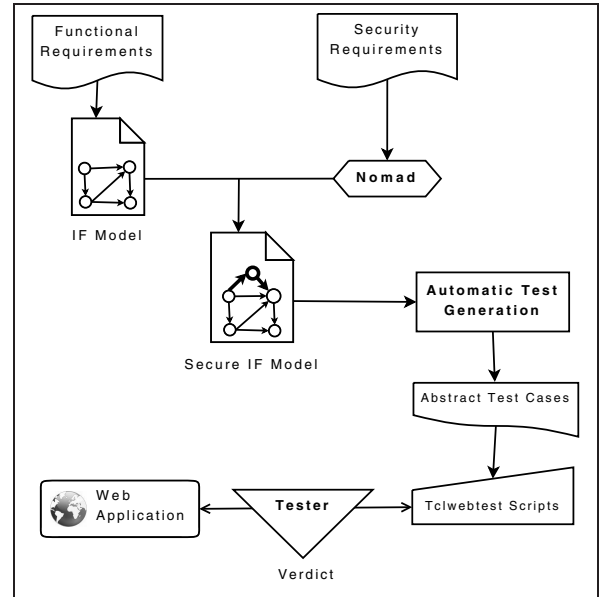 Functional
Requirements
Security
Requirements
Nomad
IF Model
Secure IF Model
Automatic Test
Generation
Abstract Test Cases
Web
Application
Tester
Tclwebtest Scripts
Verdict